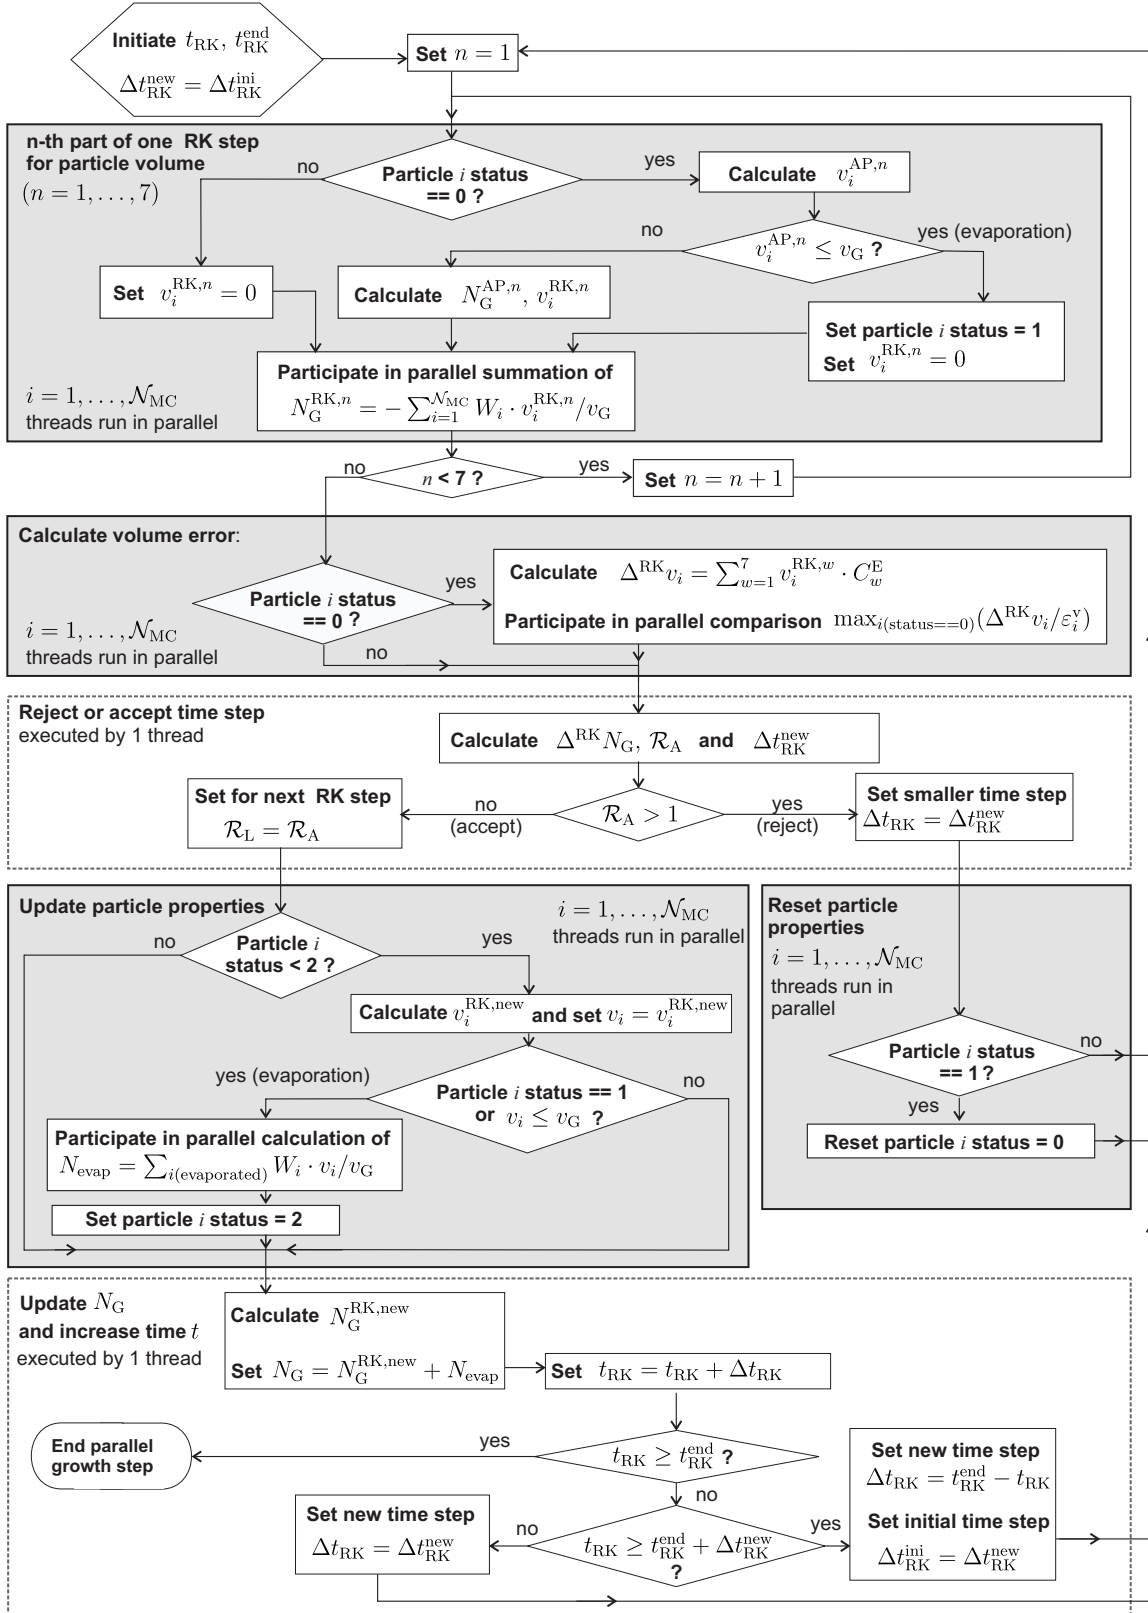 Initiate t_RK, t_RK^end
Δt_RK^new = Δt_RK^ini
Set n = 1
n-th part of one RK step
for particle volume
(n = 1, . . . , 7)
no
Particle i status
== 0 ?
yes
Calculate v_i^{AP,n}
no
v_i^{AP,n} ≤ v_G ?
yes (evaporation)
Set v_i^{RK,n} = 0
Calculate N_G^{AP,n}, v_i^{RK,n}
Set particle i status = 1
Set v_i^{RK,n} = 0
Participate in parallel summation of
N_G^{RK,n} = − ∑_{i=1}^{𝒩_MC} W_i · v_i^{RK,n}/v_G
i = 1, . . . , 𝒩_MC
threads run in parallel
no
n < 7 ?
yes
Set n = n + 1
Calculate volume error:
Particle i status
== 0 ?
yes
Calculate Δ^RK v_i = ∑_{w=1}^{7} v_i^{RK,w} · C_w^E
Participate in parallel comparison max_{i(status==0)}(Δ^RK v_i/ε_i^v)
i = 1, . . . , 𝒩_MC
threads run in parallel
no
Reject or accept time step
executed by 1 thread
Calculate Δ^RK N_G, ℛ_A and Δt_RK^new
Set for next RK step
ℛ_L = ℛ_A
no
(accept)
ℛ_A > 1
yes
(reject)
Set smaller time step
Δt_RK = Δt_RK^new
Update particle properties
i = 1, . . . , 𝒩_MC
threads run in parallel
no
Particle i
status < 2 ?
yes
Calculate v_i^{RK,new} and set v_i = v_i^{RK,new}
yes (evaporation)
Particle i status == 1
or v_i ≤ v_G ?
no
Participate in parallel calculation of
N_evap = ∑_{i(evaporated)} W_i · v_i/v_G
Set particle i status = 2
Reset particle
properties
i = 1, . . . , 𝒩_MC
threads run in
parallel
Particle i status
== 1 ?
no
yes
Reset particle i status = 0
Update N_G
and increase time t
executed by 1 thread
Calculate N_G^{RK,new}
Set N_G = N_G^{RK,new} + N_evap
Set t_RK = t_RK + Δt_RK
End parallel
growth step
yes
t_RK ≥ t_RK^end ?
no
Set new time step
Δt_RK = Δt_RK^new
no
t_RK ≥ t_RK^end + Δt_RK^new
?
yes
Set new time step
Δt_RK = t_RK^end − t_RK
Set initial time step
Δt_RK^ini = Δt_RK^new